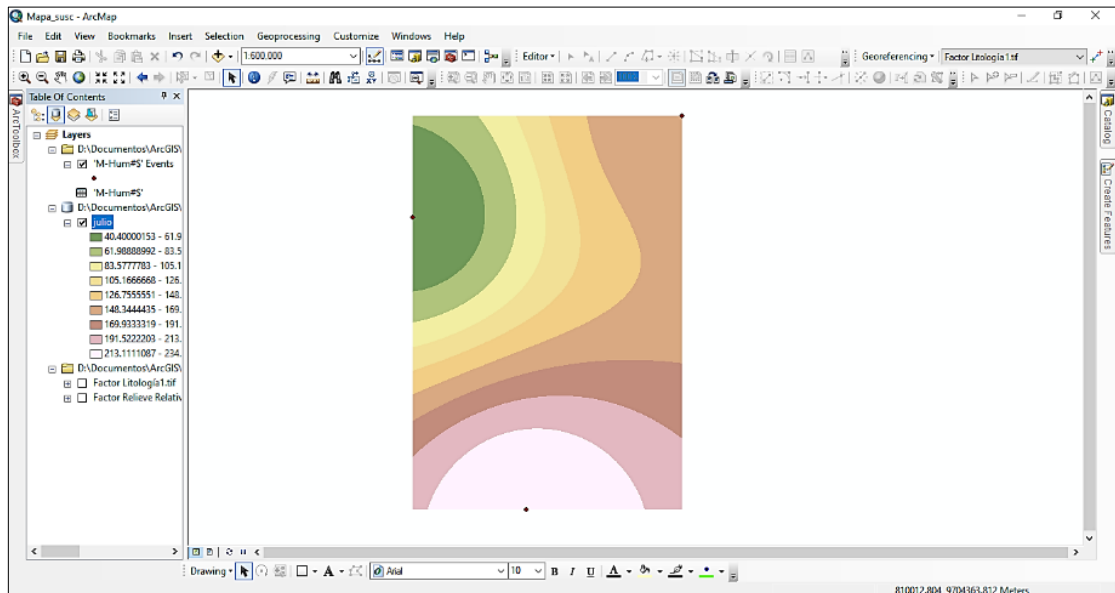 Mapa_susc - ArcMap
File Edit View Bookmarks Insert Selection Geoprocessing Customize Windows Help
1:600.000 Editor Georeferencing Factor Litología1.tif
Table Of Contents
ArcToolbox
Layers
D:\Documentos\ArcGIS\
'M-Hum#$' Events
'M-Hum#$'
D:\Documentos\ArcGIS\
julio
40.40000153 - 61.9
61.98888992 - 83.5
83.5777783 - 105.1
105.1666668 - 126.
126.7555551 - 148.
148.3444435 - 169.
169.9333319 - 191.
191.5222203 - 213.
213.1111087 - 234.
D:\Documentos\ArcGIS\
Factor Litología1.tif
Factor Relieve Relativ
Catalog
Create Features
Drawing A Arial 10 B I U A
810012,804 9704363,812 Meters